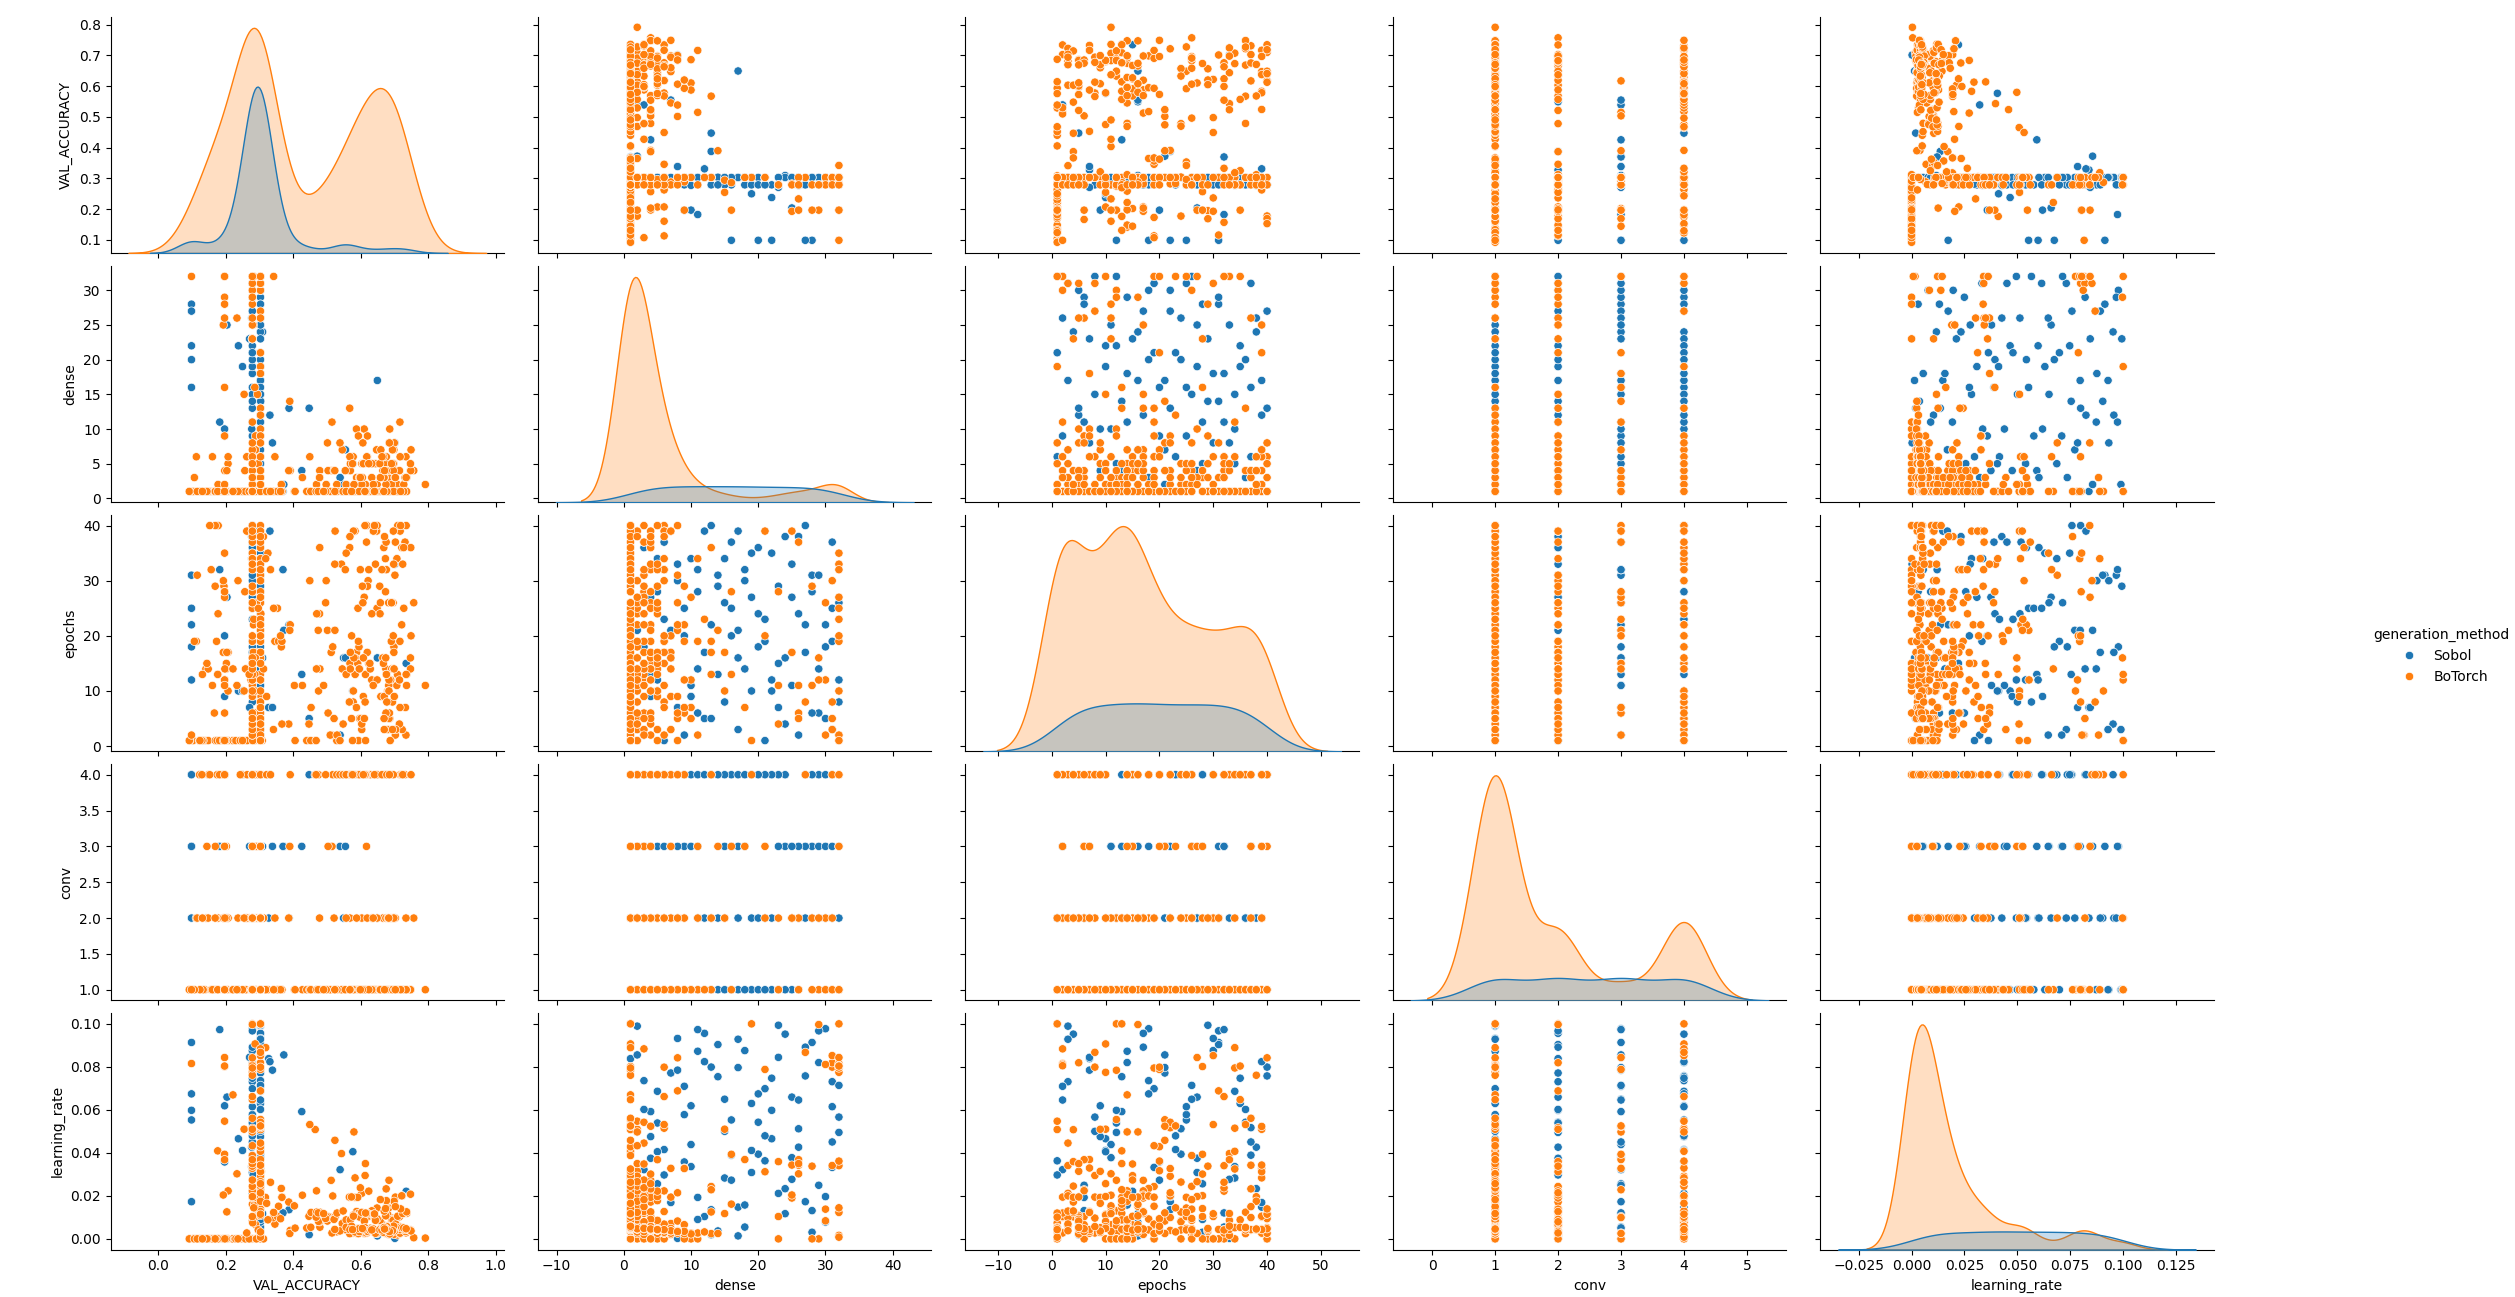 0.8
0.7
0.6
0.5
0.4
0.3
0.2
0.1
VAL_ACCURACY
30
25
20
15
10
5
0
dense
40
30
20
10
0
epochs
generation_method
Sobol
BoTorch
4.0
3.5
3.0
2.5
2.0
1.5
1.0
conv
0.10
0.08
0.06
0.04
0.02
0.00
learning_rate
0.0 0.2 0.4 0.6 0.8 1.0
VAL_ACCURACY
−10 0 10 20 30 40
dense
−10 0 10 20 30 40 50
epochs
0 1 2 3 4 5
conv
−0.025 0.000 0.025 0.050 0.075 0.100 0.125
learning_rate